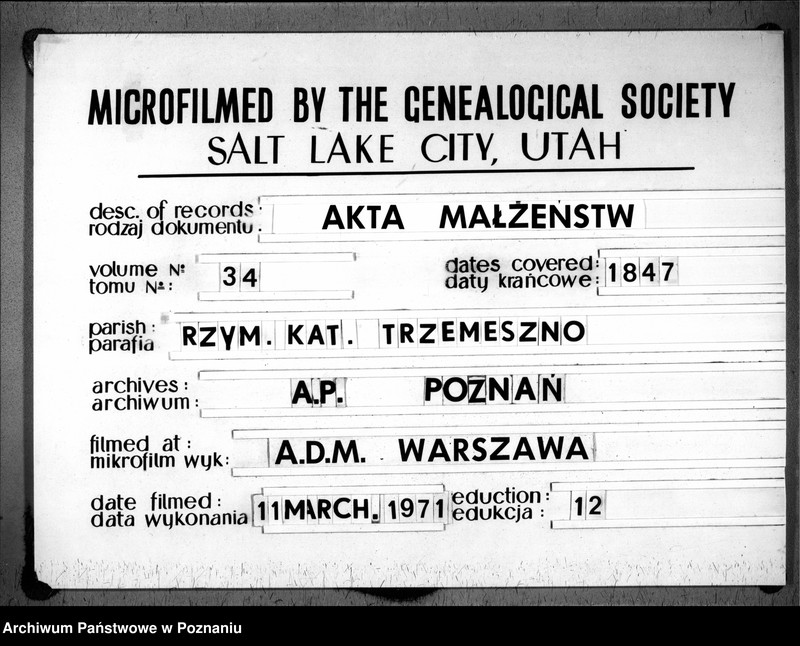 MICROFILMED BY THE GENEALOGICAL SOCIETY
SALT LAKE CITY, UTAH
desc. of records: AKTA MAŁŻEŃSTW
rodzaj dokumentu.
volume No 34 dates covered: 1847
tomu No: daty krańcowe:
parish: RZYM. KAT. TRZEMESZNO
parafia
archives: A.P. POZNAŃ
archiwum:
filmed at: A.D.M. WARSZAWA
mikrofilm wyk:
date filmed: 11 MARCH. 1971 eduction: 12
data wykonania edukcja:
Archiwum Państwowe w Poznaniu